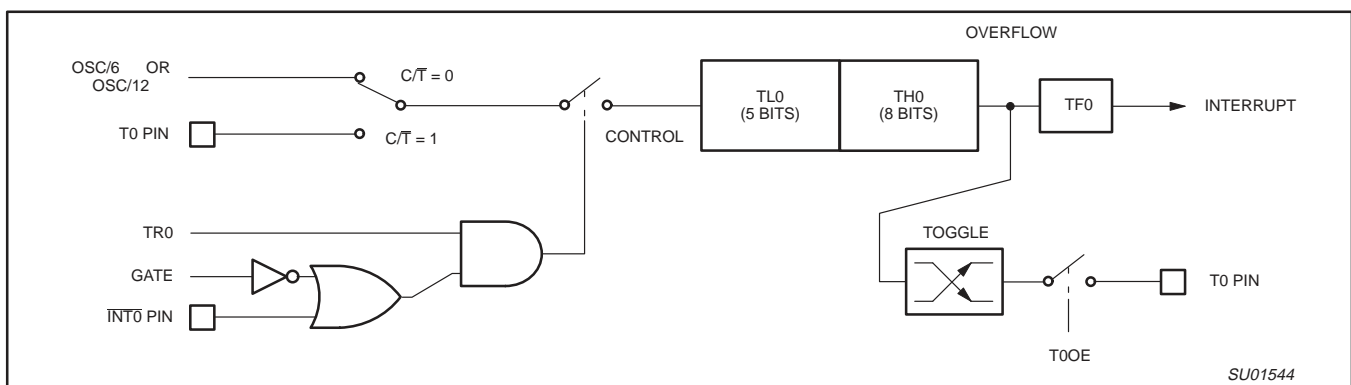 OVERFLOW
OSC/6 OR
OSC/12
C/T̅ = 0
TL0
(5 BITS)
TH0
(8 BITS)
TF0
INTERRUPT
T0 PIN
C/T̅ = 1
CONTROL
TR0
TOGGLE
GATE
T0 PIN
I̅N̅T̅0̅ PIN
T0OE
SU01544